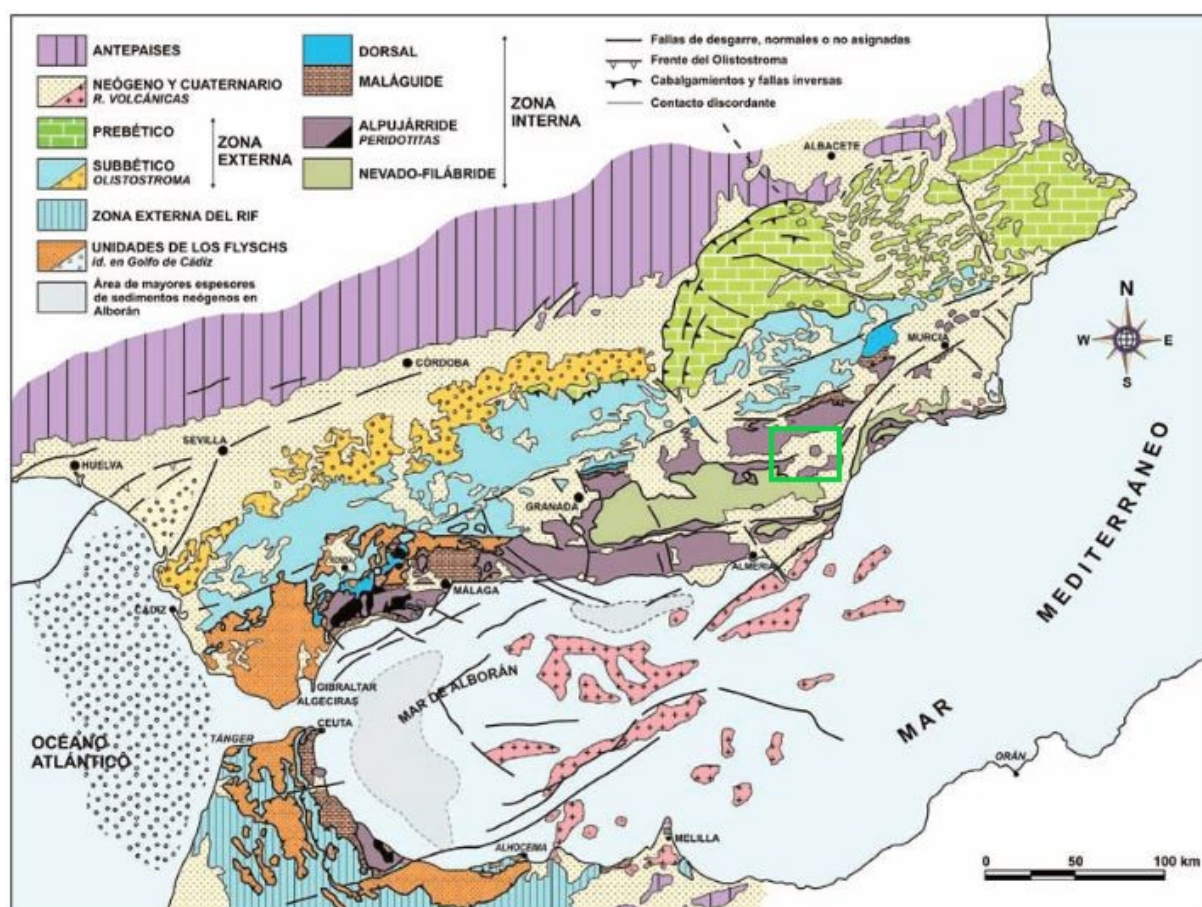 ANTEPAISES
NEÓGENO Y CUATERNARIO
R. VOLCÁNICAS
PREBÉTICO
SUBBÉTICO
OLISTOSTROMA
ZONA
EXTERNA
ZONA EXTERNA DEL RIF
UNIDADES DE LOS FLYSCHS
id. en Golfo de Cádiz
Área de mayores espesores
de sedimentos neógenos en
Alborán
DORSAL
MALÁGUIDE
ALPUJÁRRIDE
PERIDOTITAS
NEVADO-FILÁBRIDE
ZONA
INTERNA
Fallas de desgarre, normales o no asignadas
Frente del Olistostroma
Cabalgamientos y fallas inversas
Contacto discordante
ALBACETE
N
W
E
S
MURCIA
CÓRDOBA
SEVILLA
HUELVA
GRANADA
ALMERIA
MÁLAGA
CÁDIZ
GIBRALTAR
ALGECIRAS
CEUTA
TÁNGER
MAR DE ALBORÁN
OCÉANO
ATLÁNTICO
MAR
MEDITERRÁNEO
ORÁN
MELILLA
ALHOCEIMA
0 50 100 km